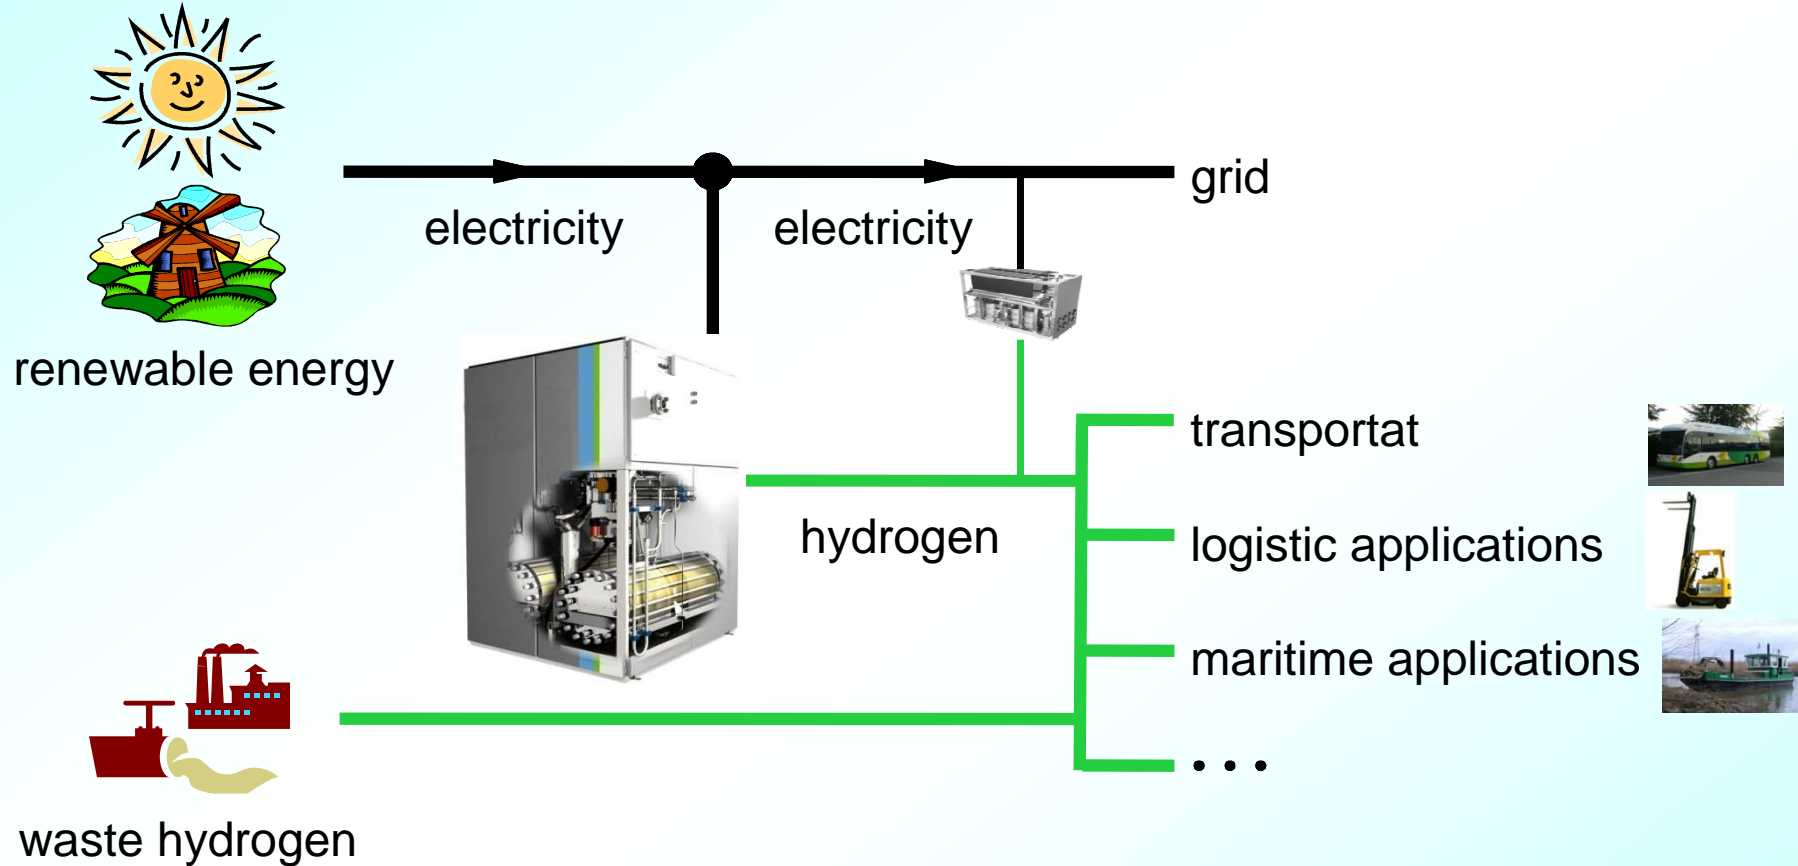 grid
electricity
electricity
renewable energy
transportat
hydrogen
logistic applications
maritime applications
. . .
waste hydrogen